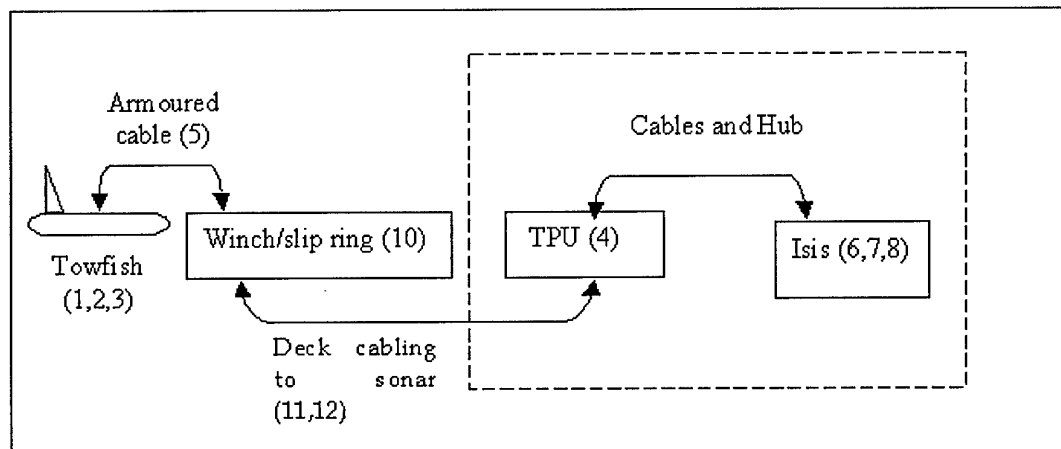 Armoured
cable (5)
Cables and Hub
Winch/slip ring (10)
TPU (4)
Isis (6,7,8)
Towfish
(1,2,3)
Deck cabling
to sonar
(11,12)